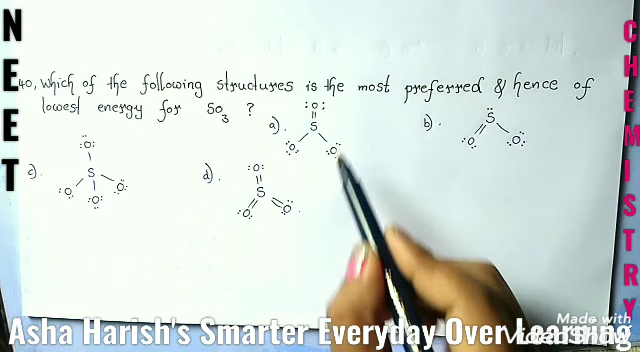 NEET
CHEMISTRY
40, Which of the following structures is the most preferred & hence of
lowest energy for SO3 ?
a). :O: S :O: :O:
b). S :O: :O:
c). :O: S :O: :O: :O:
d). :O: S :O: :O:
Made with
VideoShow
Asha Harish's Smarter Everyday Over Learning